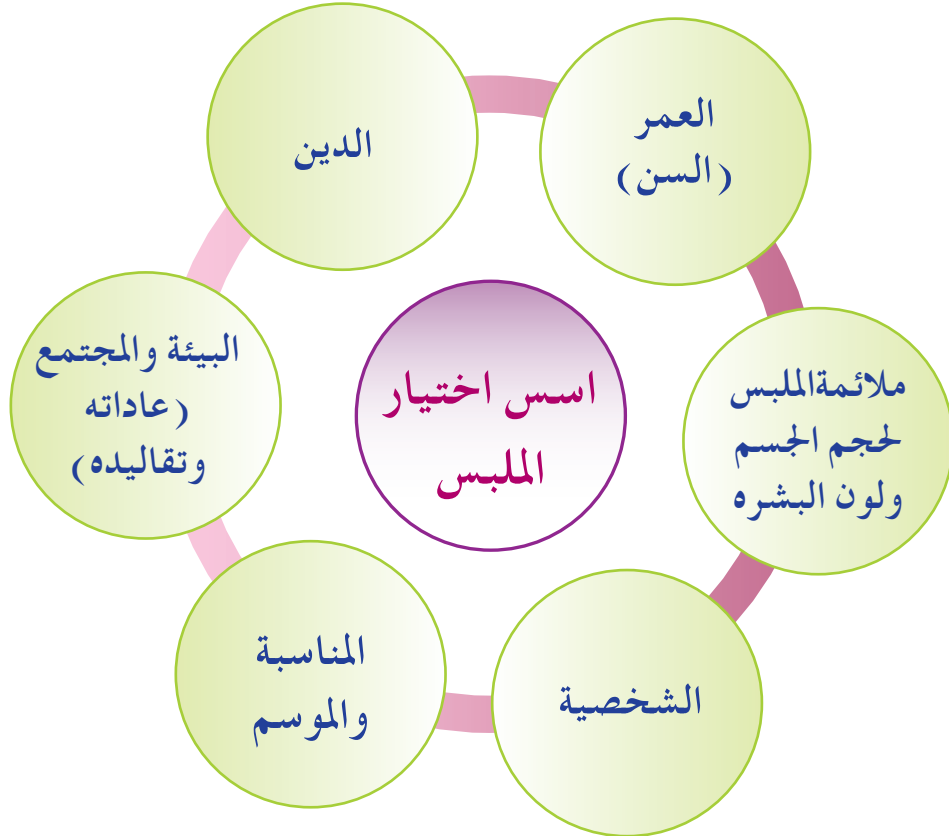 اسس اختيار
الملبس
العمر
(السن)
ملائمةالملبس
لحجم الجسم
ولون البشره
الشخصية
المناسبة
والموسم
البيئة والمجتمع
(عاداته
وتقاليده)
الدين